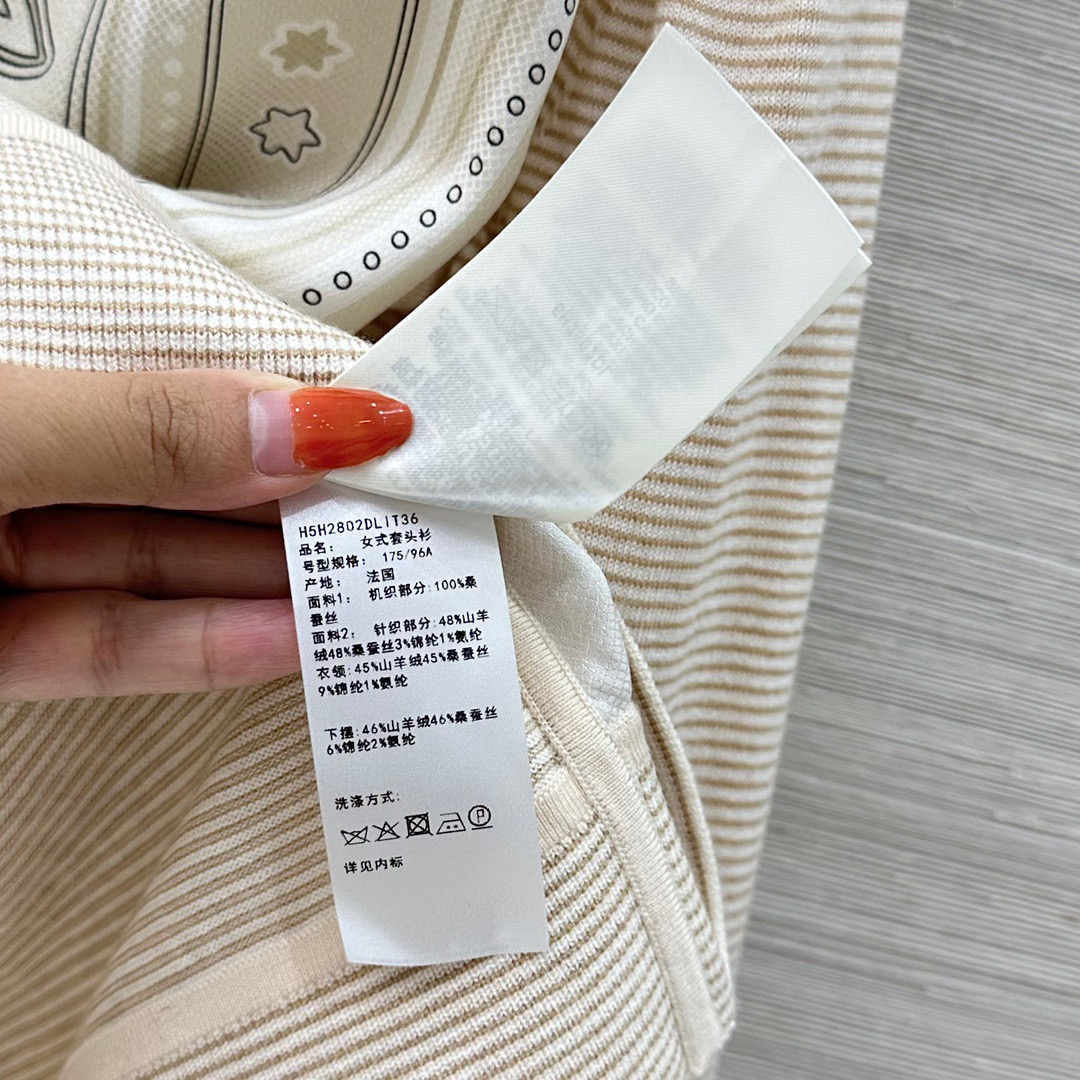 H5H2802DLIT36
品名： 女式套头衫
号型规格： 175/96A
产地： 法国
面料1： 机织部分:100%桑
蚕丝
面料2： 针织部分:48%山羊
绒48%桑蚕丝3%锦纶1%氨纶
衣领:45%山羊绒45%桑蚕丝
9%锦纶1%氨纶
下摆:46%山羊绒46%桑蚕丝
6%锦纶2%氨纶
洗涤方式:
P
详见内标